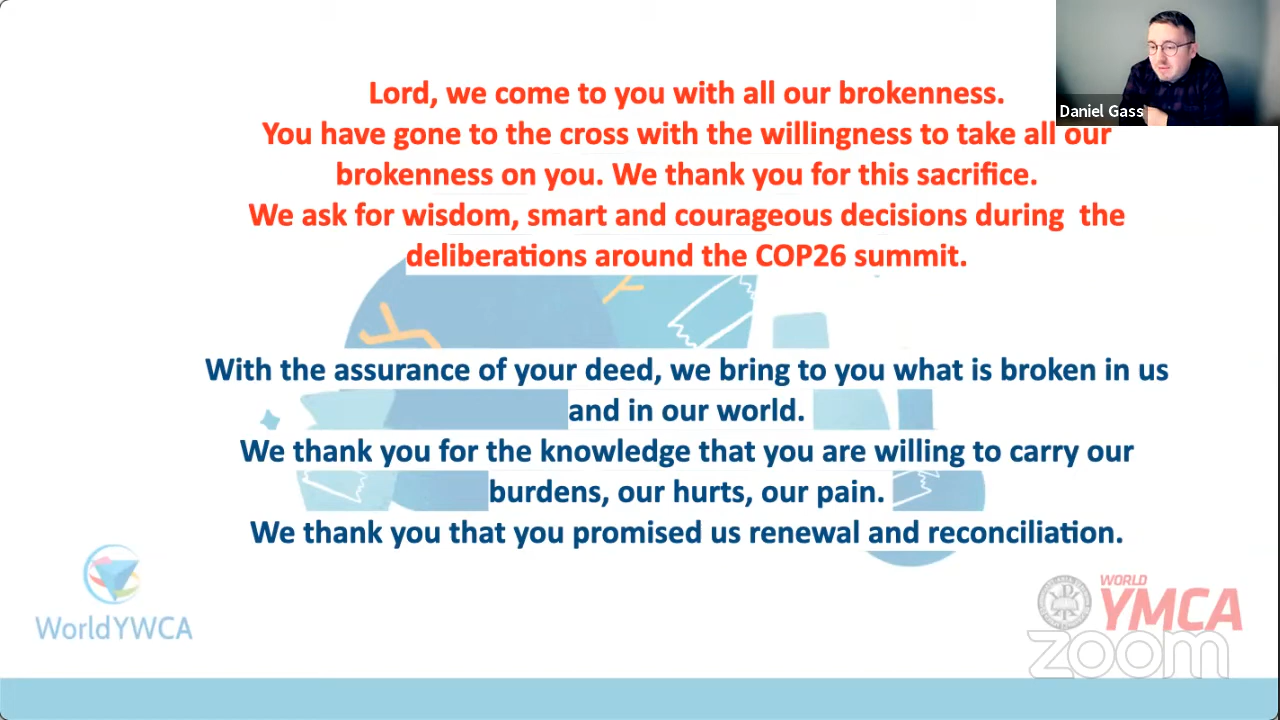 Lord, we come to you with all our brokenness.
You have gone to the cross with the willingness to take all our
brokenness on you. We thank you for this sacrifice.
We ask for wisdom, smart and courageous decisions during the
deliberations around the COP26 summit.
Daniel Gass
With the assurance of your deed, we bring to you what is broken in us
and in our world.
We thank you for the knowledge that you are willing to carry our
burdens, our hurts, our pain.
We thank you that you promised us renewal and reconciliation.
WorldYWCA
WORLD
YMCA
zoom